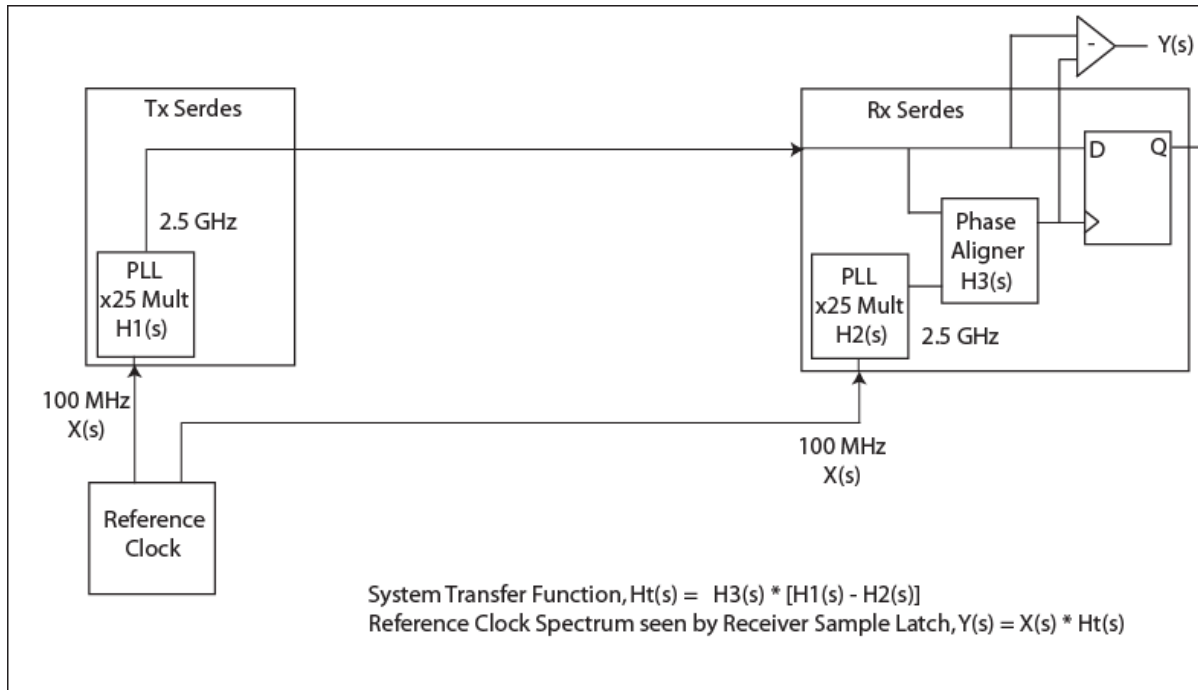 Y(s)
-
Tx Serdes
2.5 GHz
PLL
x25 Mult
H1(s)
100 MHz
X(s)
Reference
Clock
Rx Serdes
D
Q
Phase
Aligner
H3(s)
PLL
x25 Mult
H2(s)
2.5 GHz
100 MHz
X(s)
System Transfer Function, Ht(s) = H3(s) * [H1(s) - H2(s)]
Reference Clock Spectrum seen by Receiver Sample Latch, Y(s) = X(s) * Ht(s)